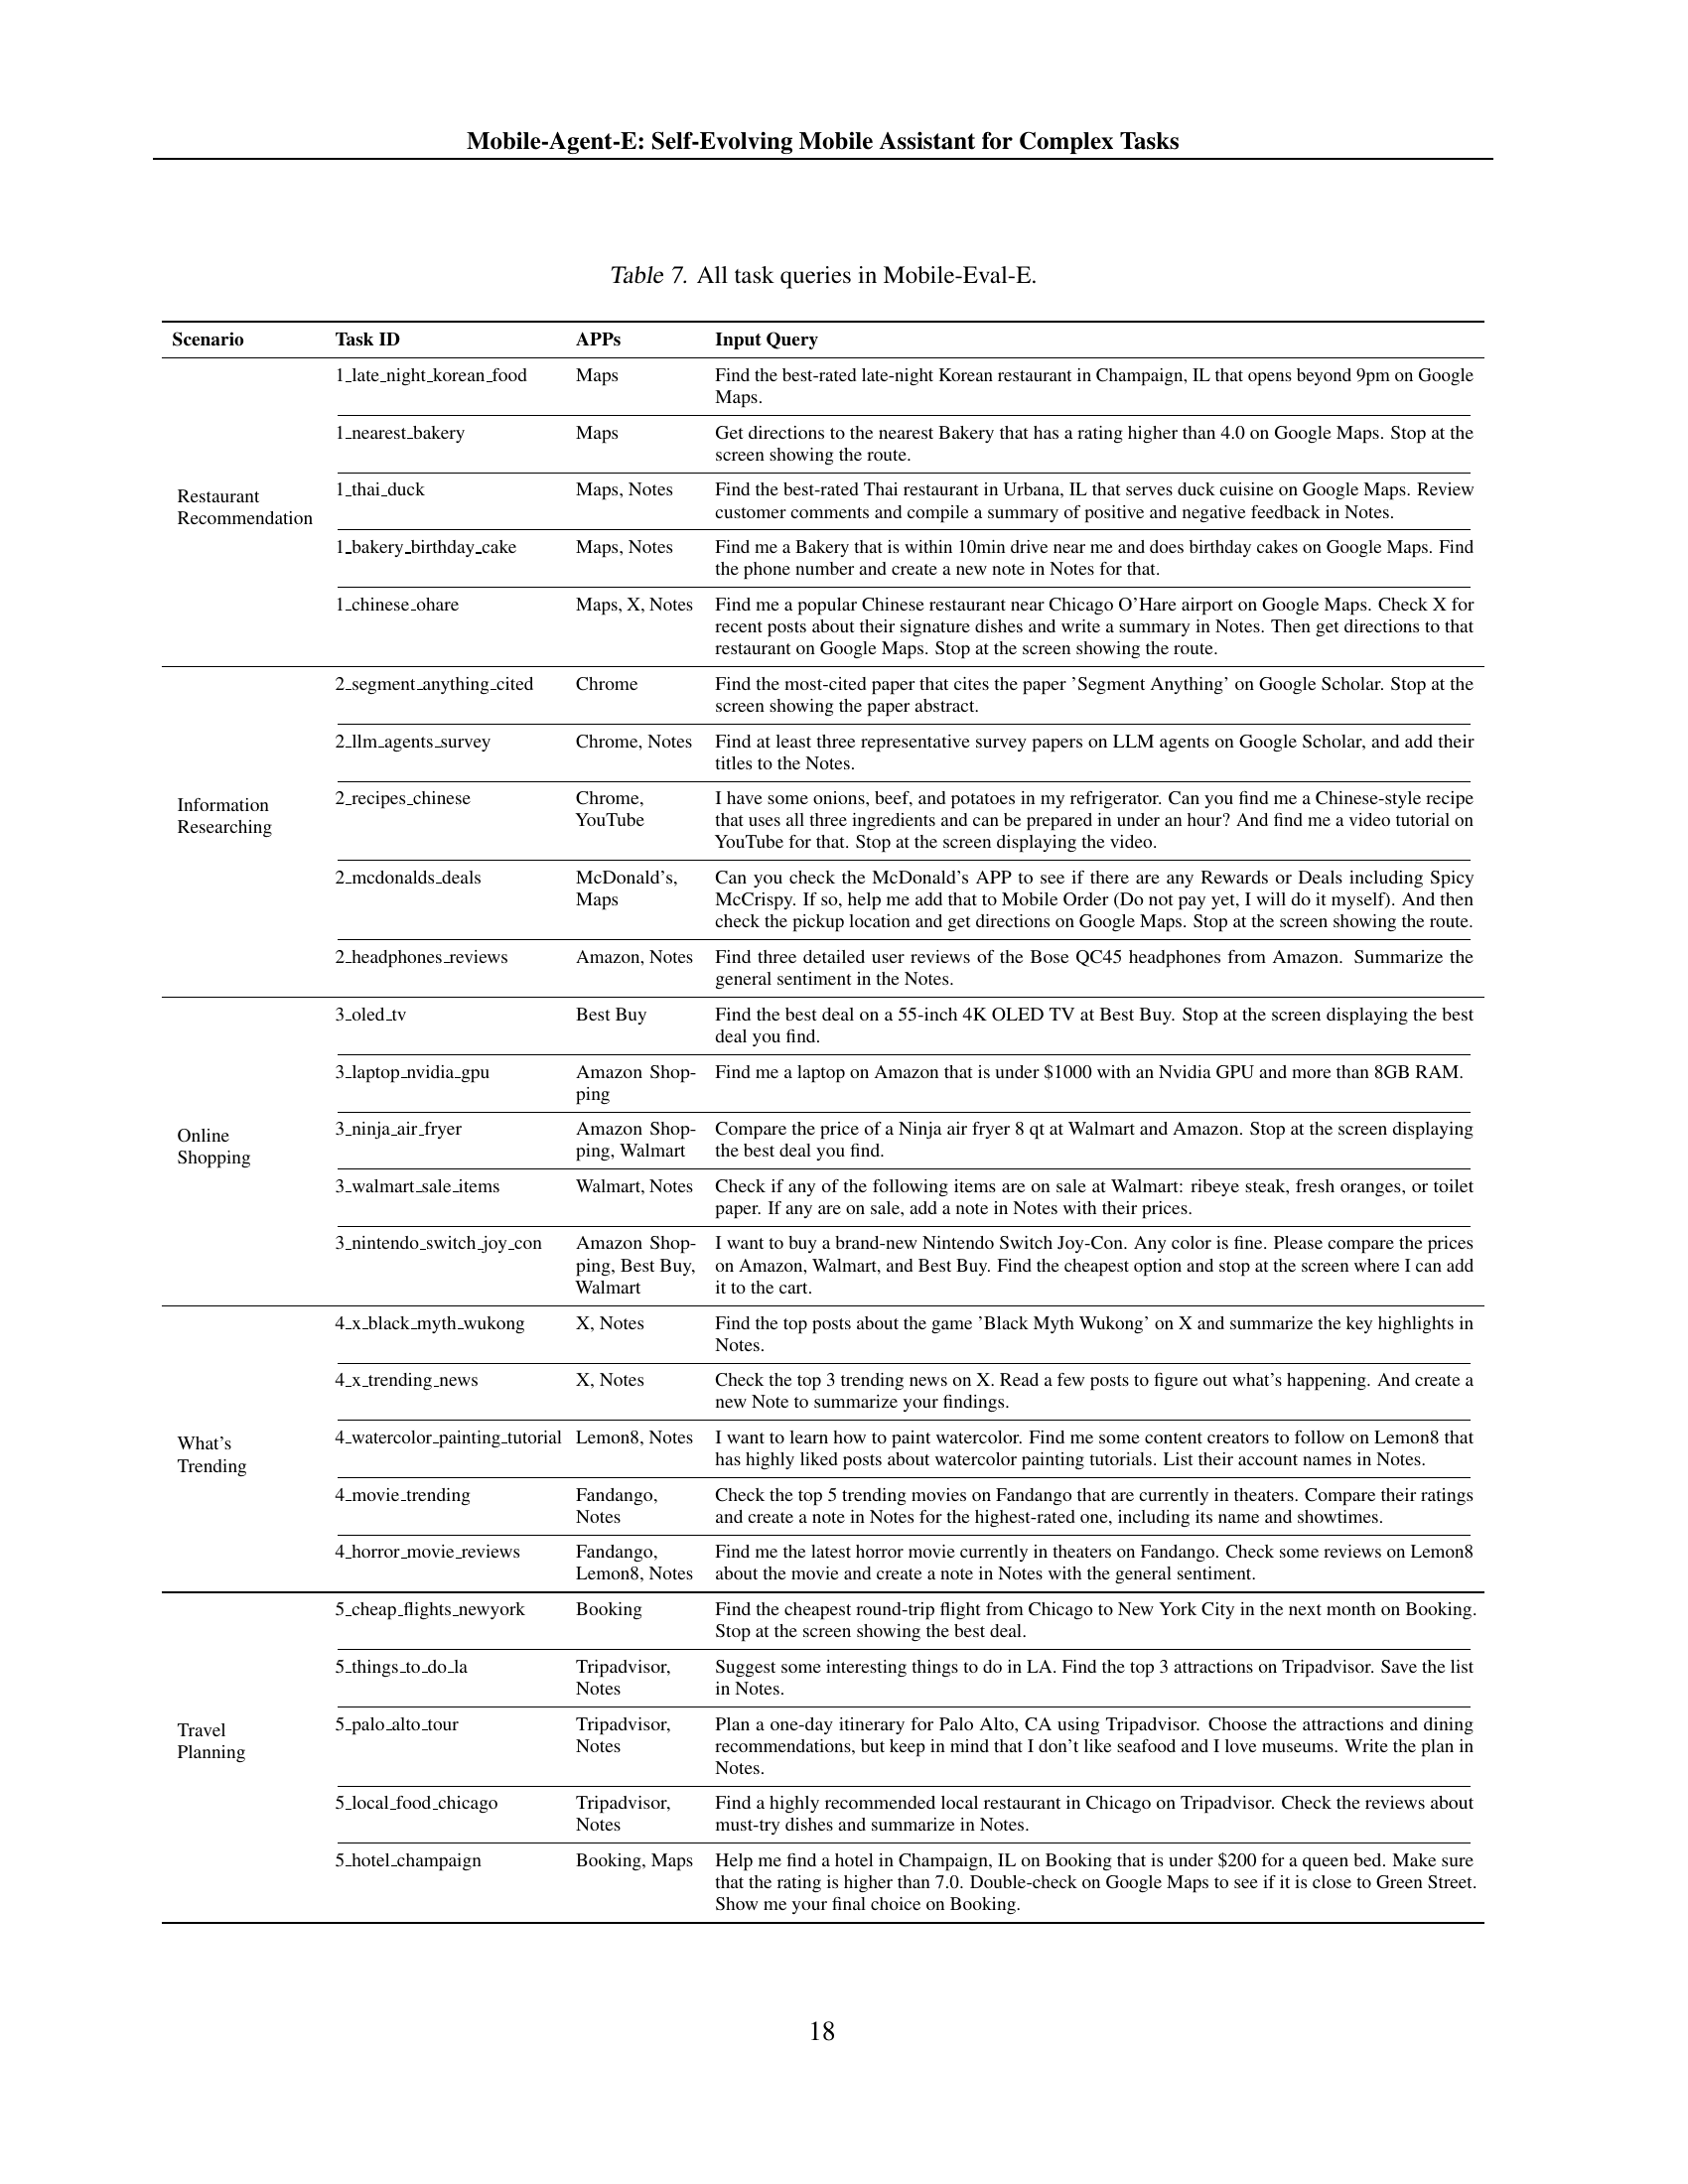 Mobile-Agent-E: Self-Evolving Mobile Assistant for Complex Tasks
Table 7. All task queries in Mobile-Eval-E.
Scenario Task ID APPs Input Query
Restaurant
Recommendation
1_late_night_korean_food Maps Find the best-rated late-night Korean restaurant in Champaign, IL that opens beyond 9pm on Google
Maps.
1_nearest_bakery Maps Get directions to the nearest Bakery that has a rating higher than 4.0 on Google Maps. Stop at the
screen showing the route.
1_thai_duck Maps, Notes Find the best-rated Thai restaurant in Urbana, IL that serves duck cuisine on Google Maps. Review
customer comments and compile a summary of positive and negative feedback in Notes.
1_bakery_birthday_cake Maps, Notes Find me a Bakery that is within 10min drive near me and does birthday cakes on Google Maps. Find
the phone number and create a new note in Notes for that.
1_chinese_ohare Maps, X, Notes Find me a popular Chinese restaurant near Chicago O'Hare airport on Google Maps. Check X for
recent posts about their signature dishes and write a summary in Notes. Then get directions to that
restaurant on Google Maps. Stop at the screen showing the route.
Information
Researching
2_segment_anything_cited Chrome Find the most-cited paper that cites the paper 'Segment Anything' on Google Scholar. Stop at the
screen showing the paper abstract.
2_llm_agents_survey Chrome, Notes Find at least three representative survey papers on LLM agents on Google Scholar, and add their
titles to the Notes.
2_recipes_chinese Chrome, I have some onions, beef, and potatoes in my refrigerator. Can you find me a Chinese-style recipe
YouTube that uses all three ingredients and can be prepared in under an hour? And find me a video tutorial on
YouTube for that. Stop at the screen displaying the video.
2_mcdonalds_deals McDonald's, Can you check the McDonald's APP to see if there are any Rewards or Deals including Spicy
Maps McCrispy. If so, help me add that to Mobile Order (Do not pay yet, I will do it myself). And then
check the pickup location and get directions on Google Maps. Stop at the screen showing the route.
2_headphones_reviews Amazon, Notes Find three detailed user reviews of the Bose QC45 headphones from Amazon. Summarize the
general sentiment in the Notes.
Online
Shopping
3_oled_tv Best Buy Find the best deal on a 55-inch 4K OLED TV at Best Buy. Stop at the screen displaying the best
deal you find.
3_laptop_nvidia_gpu Amazon Shop- Find me a laptop on Amazon that is under $1000 with an Nvidia GPU and more than 8GB RAM.
ping
3_ninja_air_fryer Amazon Shop- Compare the price of a Ninja air fryer 8 qt at Walmart and Amazon. Stop at the screen displaying
ping, Walmart the best deal you find.
3_walmart_sale_items Walmart, Notes Check if any of the following items are on sale at Walmart: ribeye steak, fresh oranges, or toilet
paper. If any are on sale, add a note in Notes with their prices.
3_nintendo_switch_joy_con Amazon Shop- I want to buy a brand-new Nintendo Switch Joy-Con. Any color is fine. Please compare the prices
ping, Best Buy, on Amazon, Walmart, and Best Buy. Find the cheapest option and stop at the screen where I can add
Walmart it to the cart.
What's
Trending
4_x_black_myth_wukong X, Notes Find the top posts about the game 'Black Myth Wukong' on X and summarize the key highlights in
Notes.
4_x_trending_news X, Notes Check the top 3 trending news on X. Read a few posts to figure out what's happening. And create a
new Note to summarize your findings.
4_watercolor_painting_tutorial Lemon8, Notes I want to learn how to paint watercolor. Find me some content creators to follow on Lemon8 that
has highly liked posts about watercolor painting tutorials. List their account names in Notes.
4_movie_trending Fandango, Check the top 5 trending movies on Fandango that are currently in theaters. Compare their ratings
Notes and create a note in Notes for the highest-rated one, including its name and showtimes.
4_horror_movie_reviews Fandango, Find me the latest horror movie currently in theaters on Fandango. Check some reviews on Lemon8
Lemon8, Notes about the movie and create a note in Notes with the general sentiment.
Travel
Planning
5_cheap_flights_newyork Booking Find the cheapest round-trip flight from Chicago to New York City in the next month on Booking.
Stop at the screen showing the best deal.
5_things_to_do_la Tripadvisor, Suggest some interesting things to do in LA. Find the top 3 attractions on Tripadvisor. Save the list
Notes in Notes.
5_palo_alto_tour Tripadvisor, Plan a one-day itinerary for Palo Alto, CA using Tripadvisor. Choose the attractions and dining
Notes recommendations, but keep in mind that I don't like seafood and I love museums. Write the plan in
Notes.
5_local_food_chicago Tripadvisor, Find a highly recommended local restaurant in Chicago on Tripadvisor. Check the reviews about
Notes must-try dishes and summarize in Notes.
5_hotel_champaign Booking, Maps Help me find a hotel in Champaign, IL on Booking that is under $200 for a queen bed. Make sure
that the rating is higher than 7.0. Double-check on Google Maps to see if it is close to Green Street.
Show me your final choice on Booking.
18